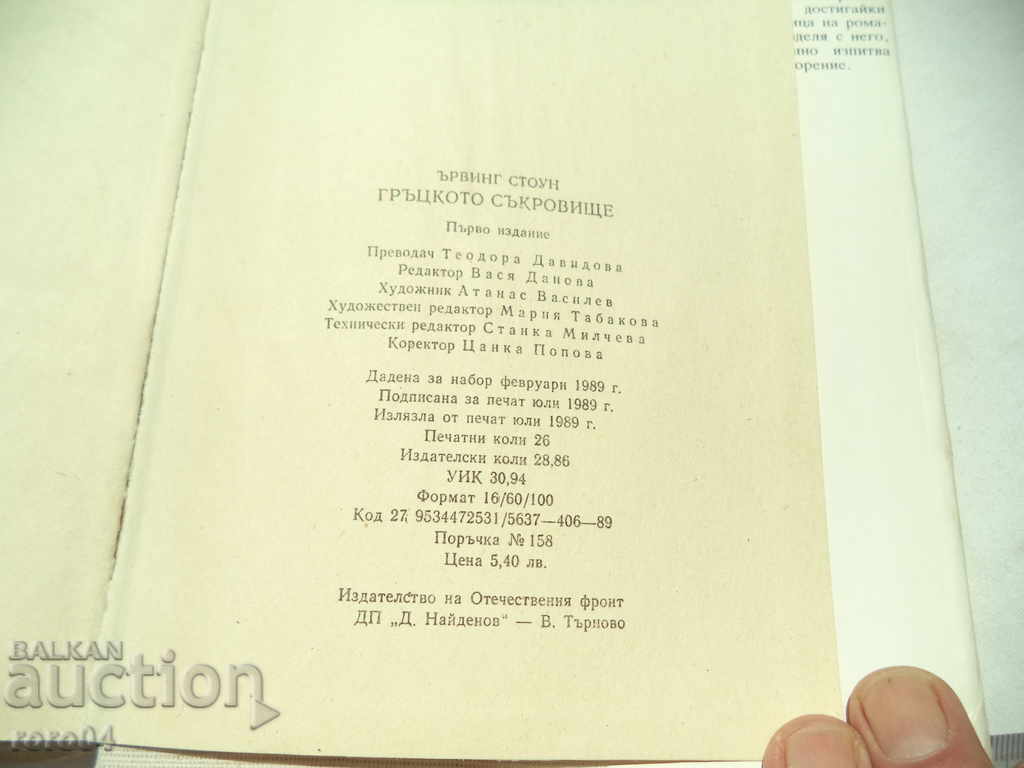 достигайки
ца на рома-
деля с него,
лно изпитва
орение.
ЪРВИНГ СТОУН
ГРЪЦКОТО СЪКРОВИЩЕ
Първо издание
Преводач Теодора Давидова
Редактор Вася Данова
Художник Атанас Василев
Художествен редактор Мария Табакова
Технически редактор Станка Милчева
Коректор Цанка Попова
Дадена за набор февруари 1989 г.
Подписана за печат юли 1989 г.
Излязла от печат юли 1989 г.
Печатни коли 26
Издателски коли 28,86
УИК 30,94
Формат 16/60/100
Код 27, 9534472531/5637—406—89
Поръчка № 158
Цена 5,40 лв.
Издателство на Отечествения фронт
ДП „Д. Найденов“ — В. Търново
BALKAN
auction
roro04